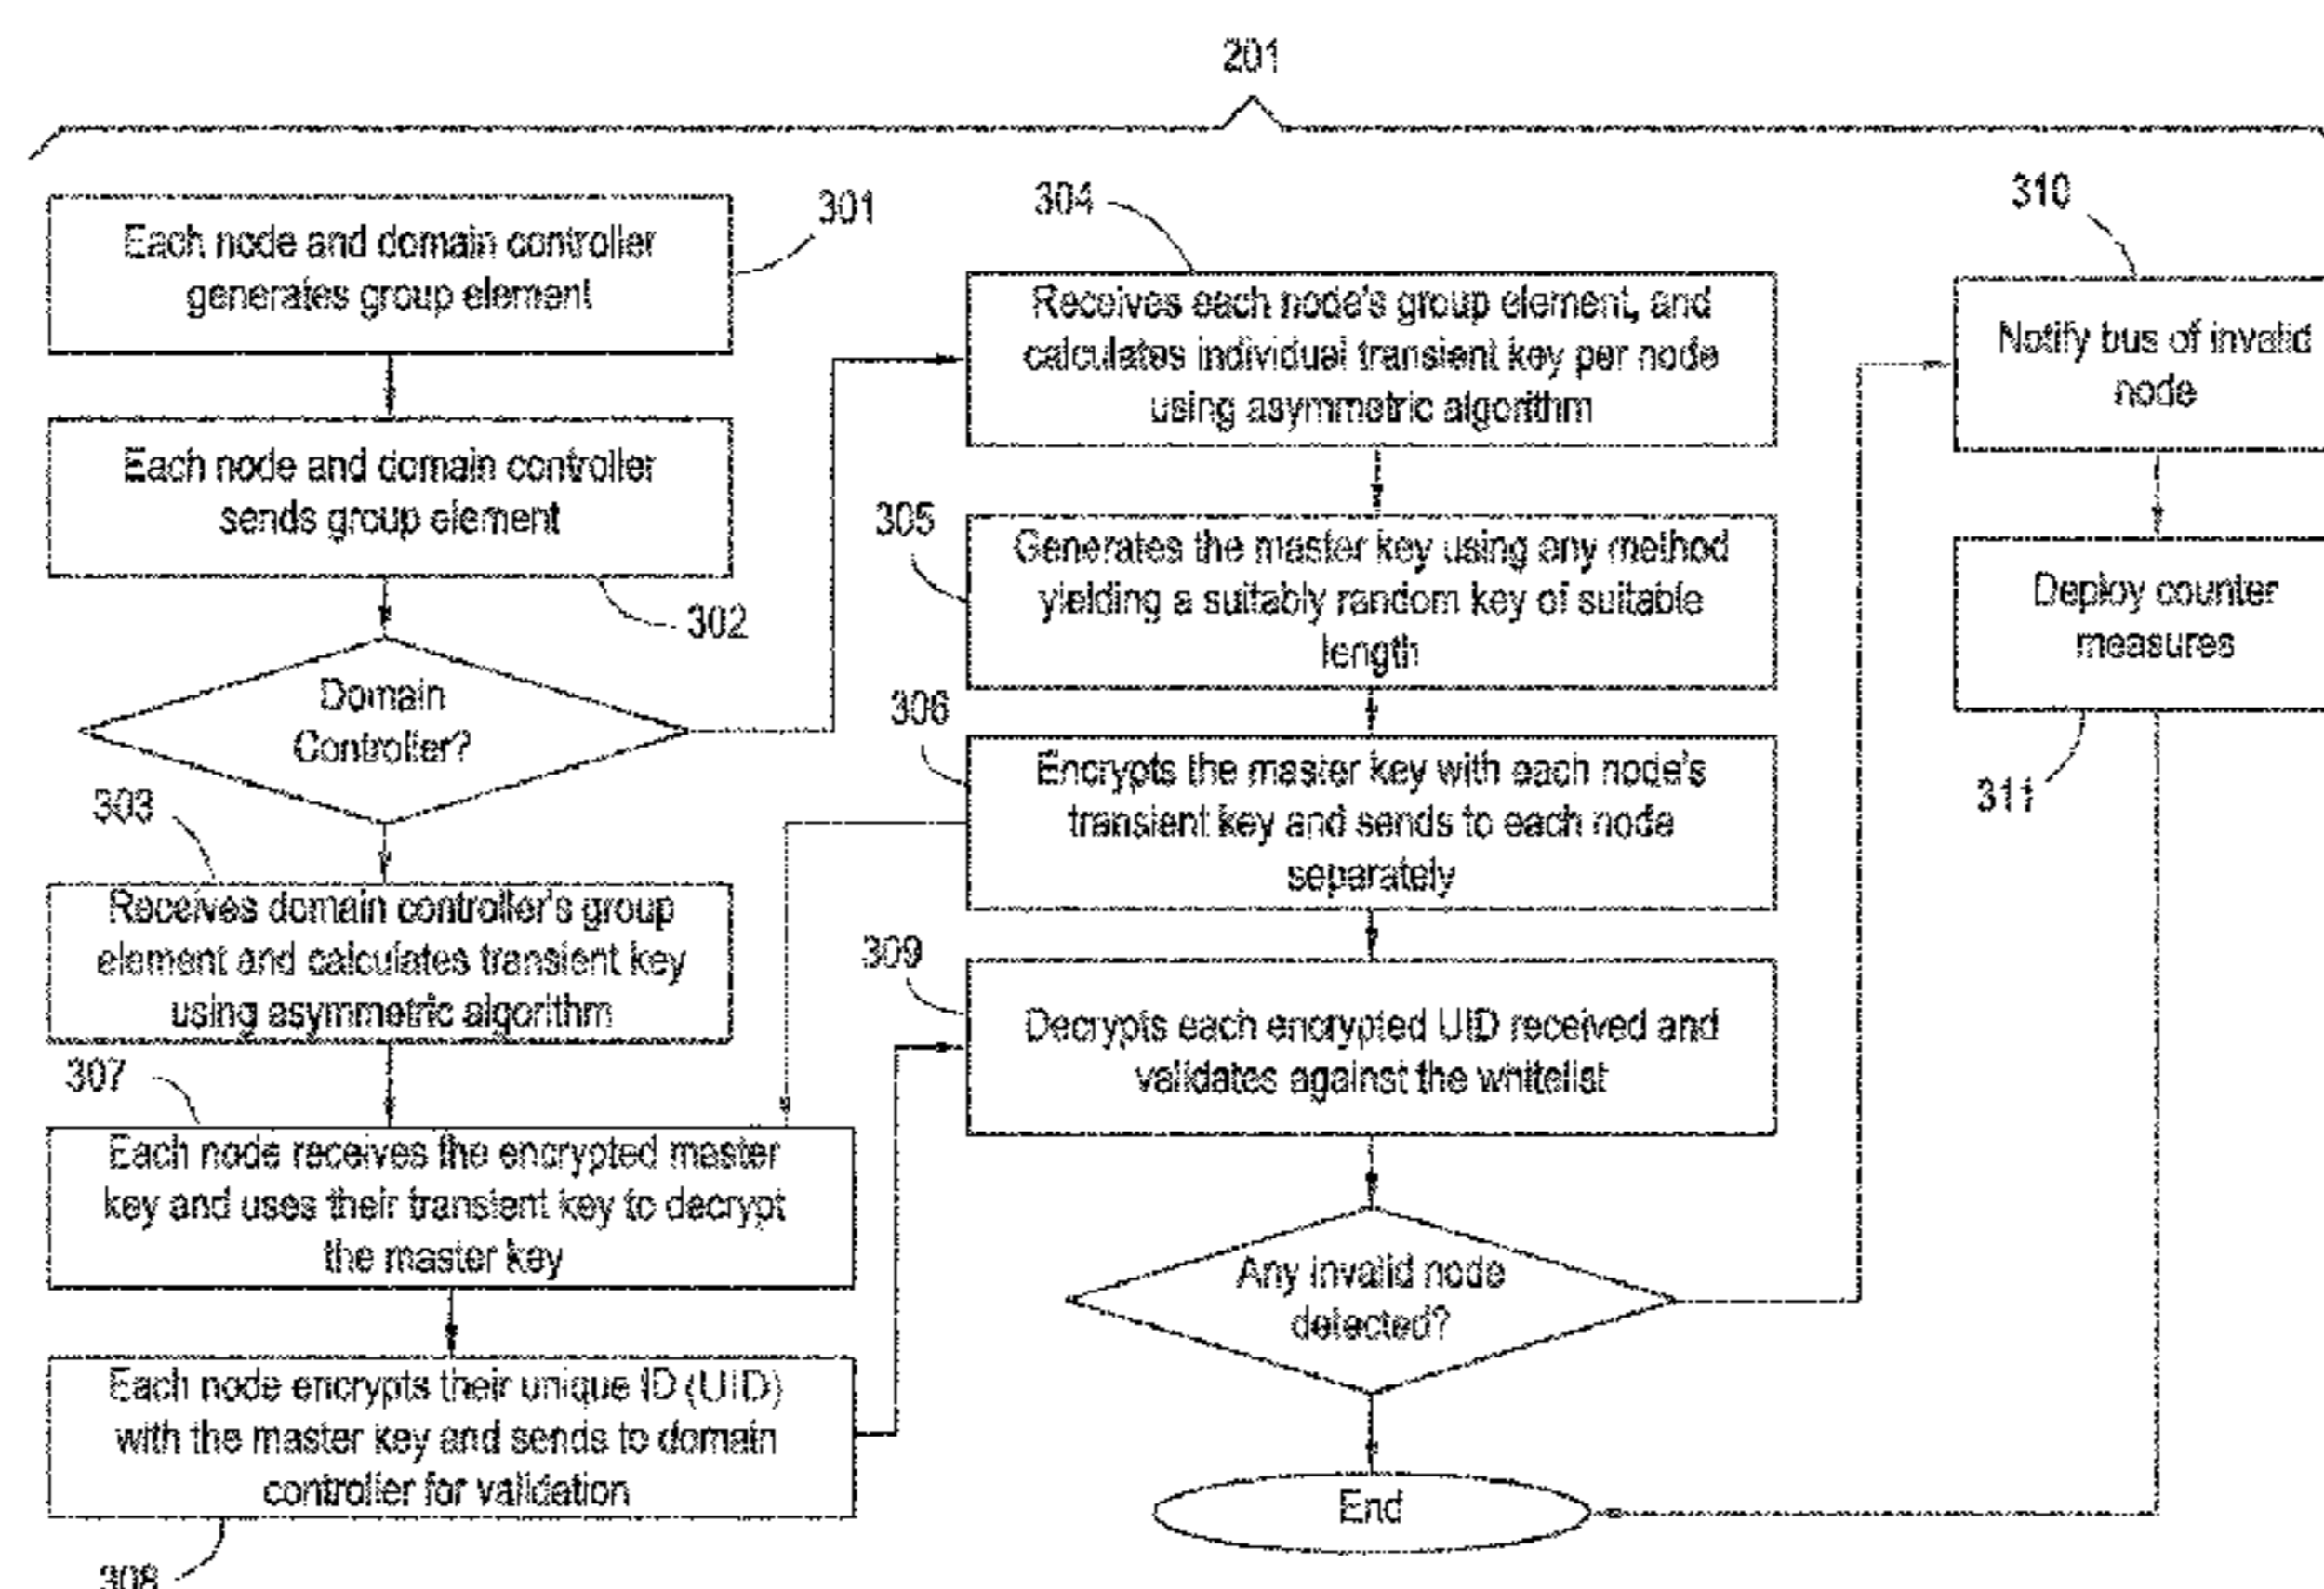 201
301
Each node and domain controller
generates group element
Each node and domain controller
sends group element
302
Domain
Controller?
303
Receives domain controller's group
element and calculates transient key
using asymmetric algorithm
307
Each node receives the encrypted master
key and uses their transient key to decrypt
the master key
Each node encrypts their unique ID (UID)
with the master key and sends to domain
controller for validation
308
304
Receives each node's group element, and
calculates individual transient key per node
using asymmetric algorithm
305
Generates the master key using any method
yielding a suitably random key of suitable
length
306
Encrypts the master key with each node's
transient key and sends to each node
separately
309
Decrypts each encrypted UID received and
validates against the whitelist
Any invalid node
detected?
End
310
Notify bus of invalid
node
Deploy counter
measures
311